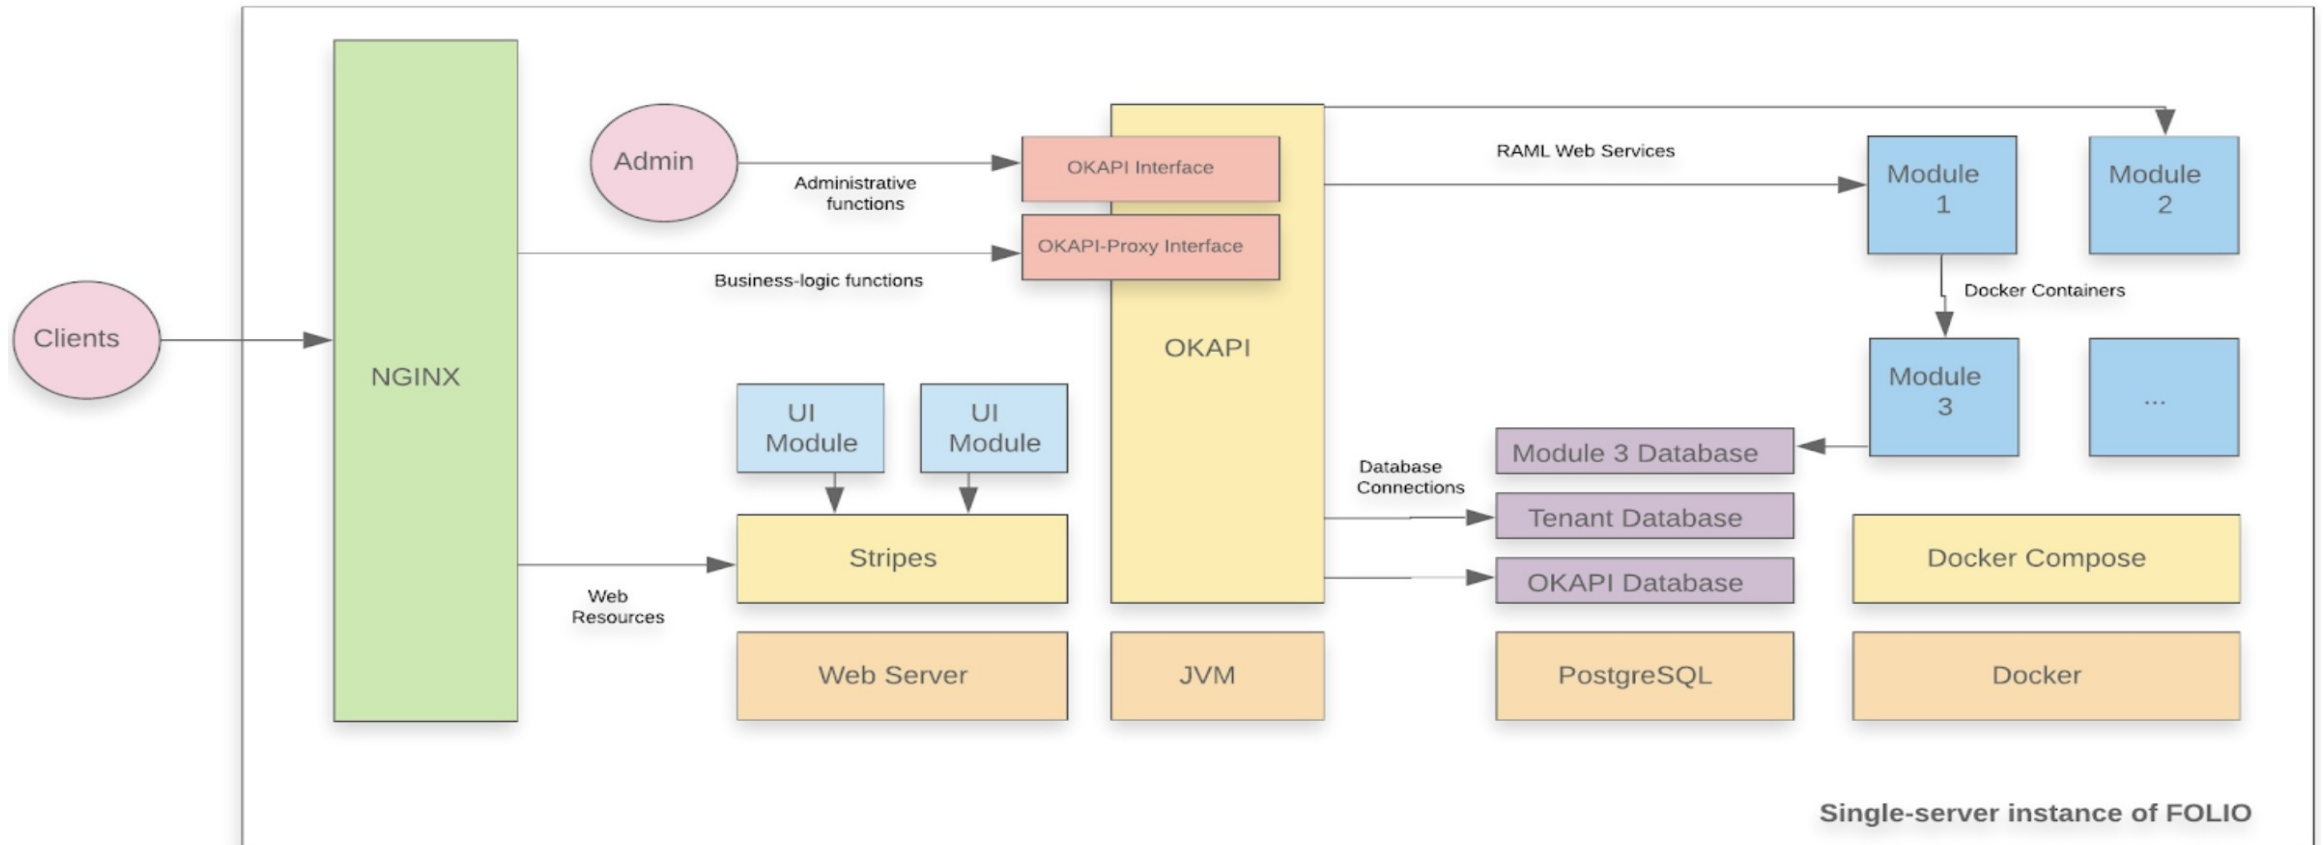 Clients
NGINX
Admin
Administrative
functions
OKAPI Interface
OKAPI-Proxy Interface
Business-logic functions
OKAPI
UI
Module
UI
Module
Stripes
Web
Resources
Web Server
JVM
RAML Web Services
Module
1
Module
2
Docker Containers
Module
3
...
Database
Connections
Module 3 Database
Tenant Database
OKAPI Database
Docker Compose
PostgreSQL
Docker
Single-server instance of FOLIO